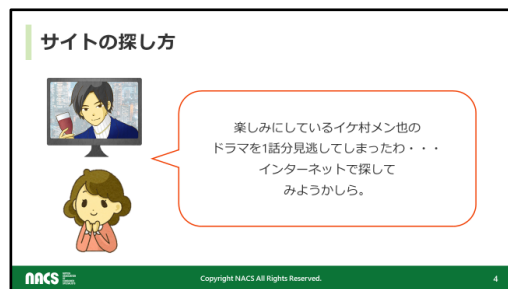 サイトの探し方
楽しみにしているイケ村メン也の
ドラマを1話分見逃してしまったわ・・・
インターネットで探して
みようかしら。
NACS
Copyright NACS All Rights Reserved.
4